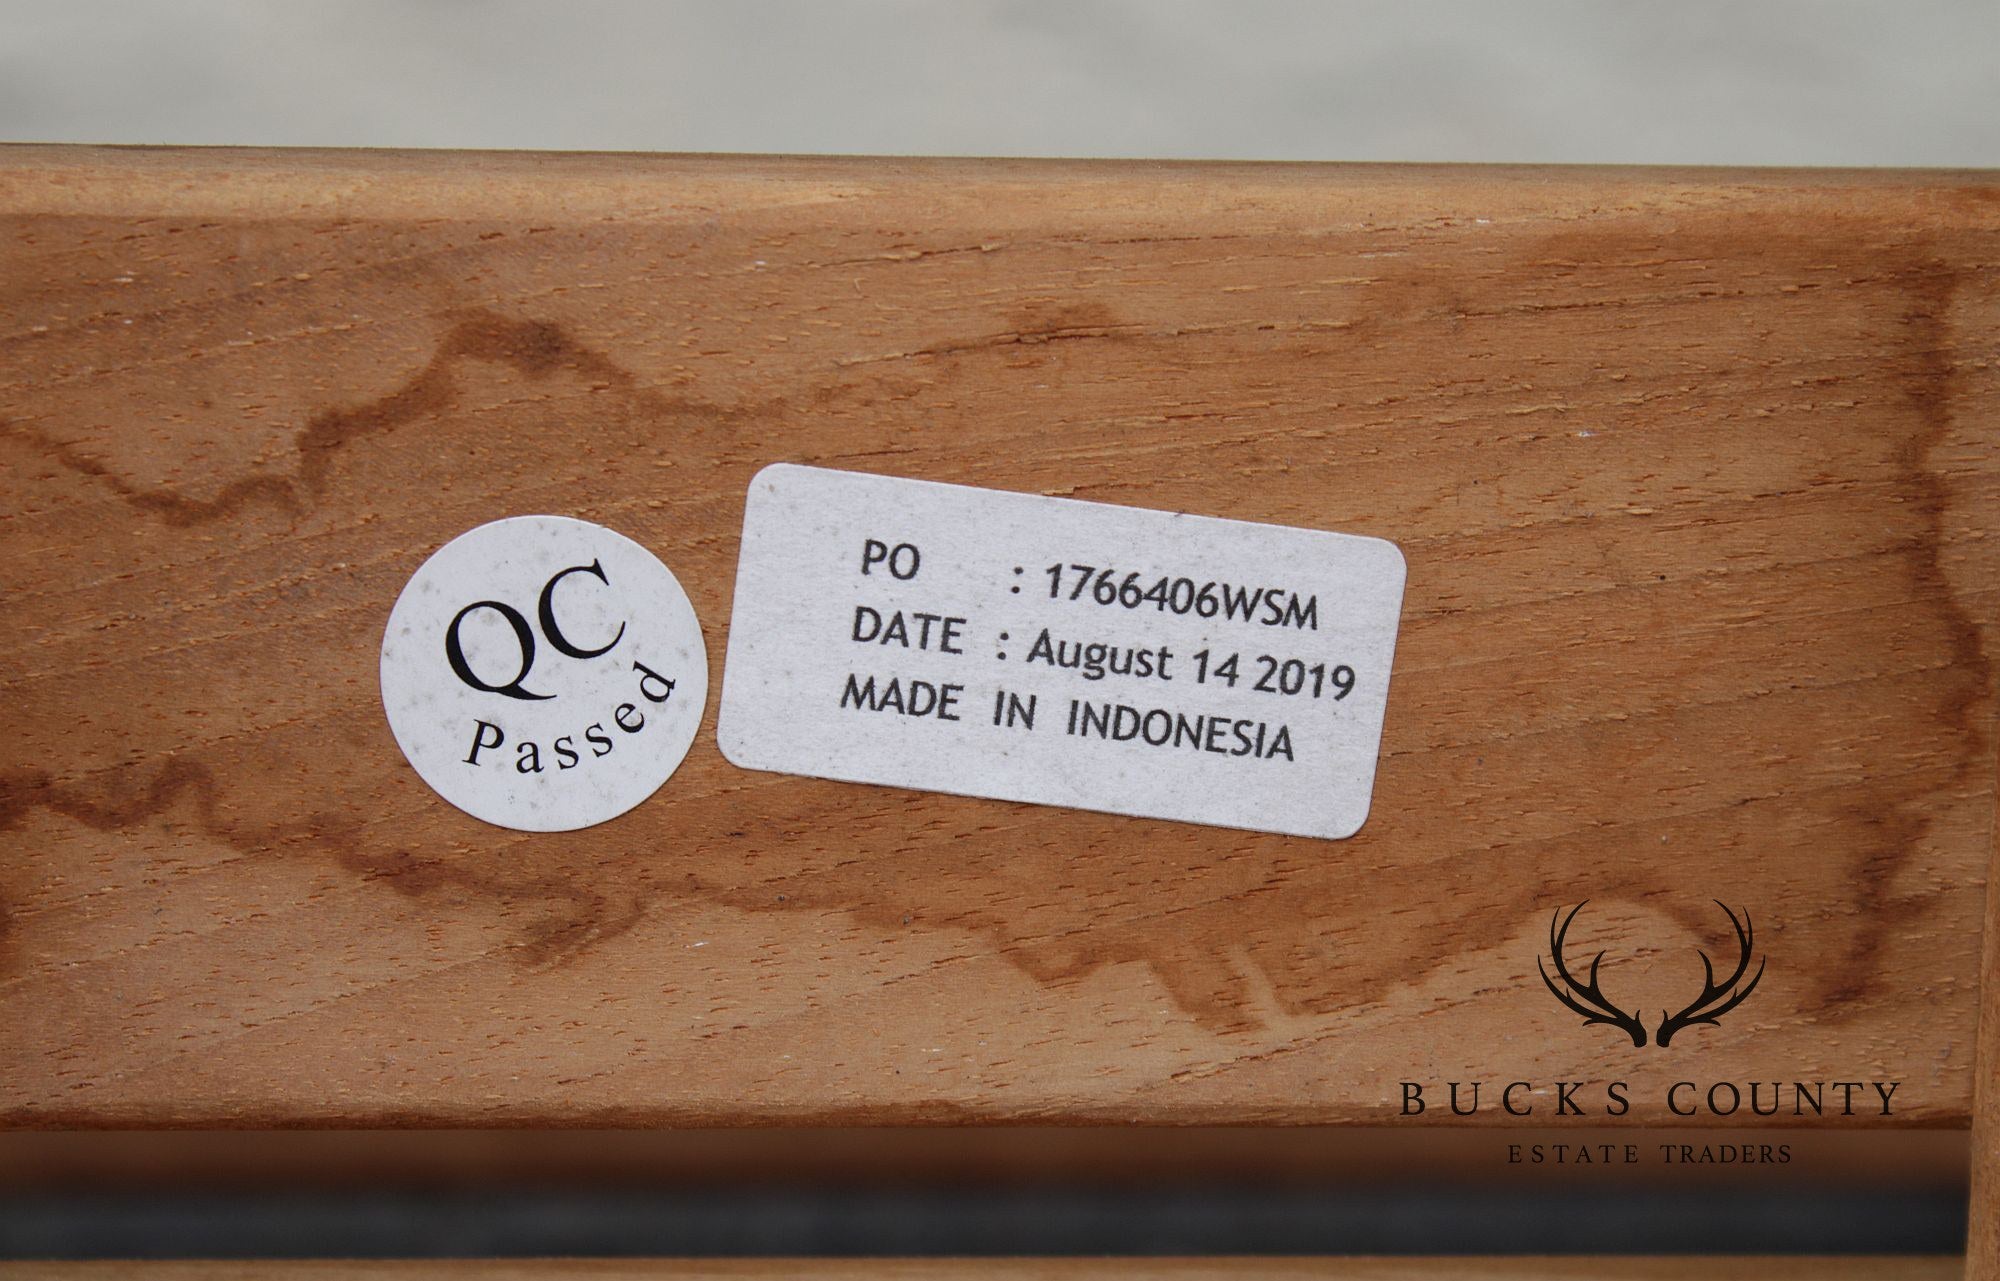 QC
Passed
PO : 1766406WSM
DATE : August 14 2019
MADE IN INDONESIA
BUCKS COUNTY
ESTATE TRADERS